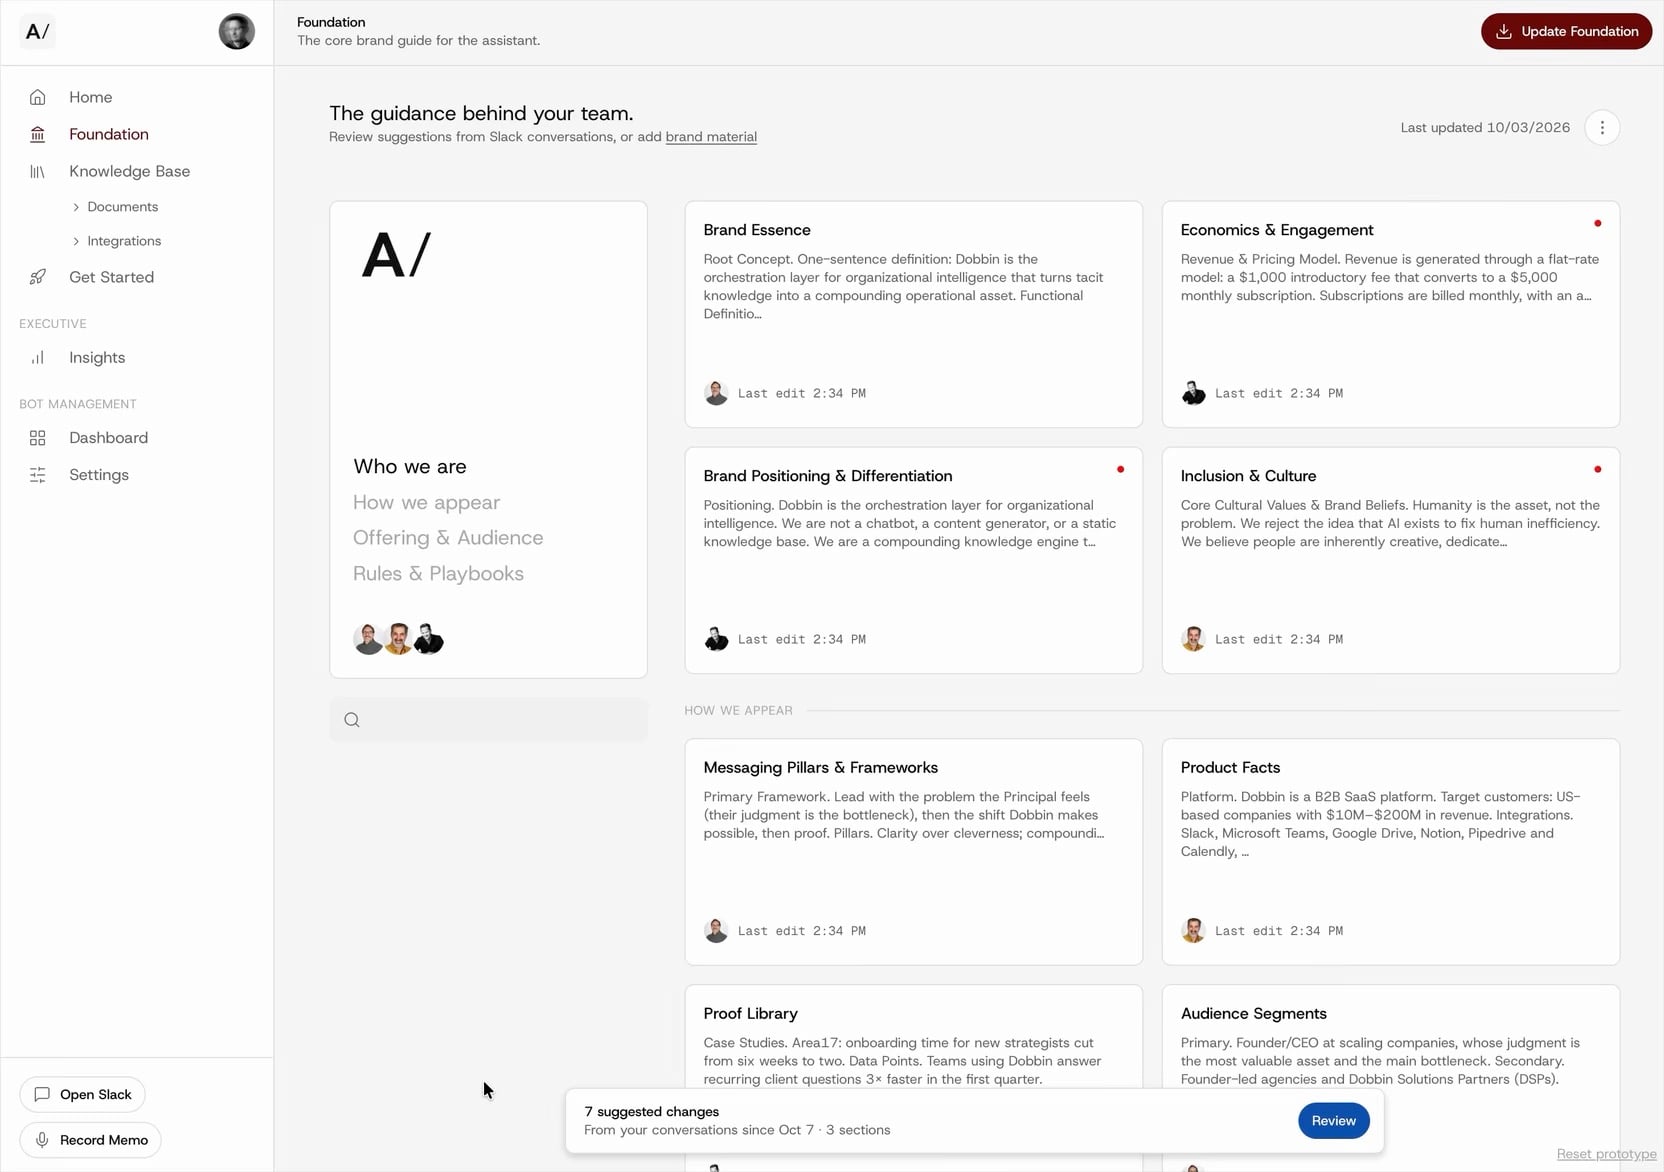 A/
Home
Foundation
Knowledge Base
Documents
Integrations
Get Started
EXECUTIVE
Insights
BOT MANAGEMENT
Dashboard
Settings
Open Slack
Record Memo
Foundation
The core brand guide for the assistant.
Update Foundation
The guidance behind your team.
Review suggestions from Slack conversations, or add brand material
Last updated 10/03/2026
A/
Who we are
How we appear
Offering & Audience
Rules & Playbooks
Brand Essence
Root Concept. One-sentence definition: Dobbin is the
orchestration layer for organizational intelligence that turns tacit
knowledge into a compounding operational asset. Functional
Definitio…
Last edit 2:34 PM
Economics & Engagement
Revenue & Pricing Model. Revenue is generated through a flat-rate
model: a $1,000 introductory fee that converts to a $5,000
monthly subscription. Subscriptions are billed monthly, with an a…
Last edit 2:34 PM
Brand Positioning & Differentiation
Positioning. Dobbin is the orchestration layer for organizational
intelligence. We are not a chatbot, a content generator, or a static
knowledge base. We are a compounding knowledge engine t…
Last edit 2:34 PM
Inclusion & Culture
Core Cultural Values & Brand Beliefs. Humanity is the asset, not the
problem. We reject the idea that AI exists to fix human inefficiency.
We believe people are inherently creative, dedicate…
Last edit 2:34 PM
HOW WE APPEAR
Messaging Pillars & Frameworks
Primary Framework. Lead with the problem the Principal feels
(their judgment is the bottleneck), then the shift Dobbin makes
possible, then proof. Pillars. Clarity over cleverness; compoundi…
Last edit 2:34 PM
Product Facts
Platform. Dobbin is a B2B SaaS platform. Target customers: US-
based companies with $10M–$200M in revenue. Integrations.
Slack, Microsoft Teams, Google Drive, Notion, Pipedrive and
Calendly, …
Last edit 2:34 PM
Proof Library
Case Studies. Area17: onboarding time for new strategists cut
from six weeks to two. Data Points. Teams using Dobbin answer
recurring client questions 3× faster in the first quarter.
Audience Segments
Primary. Founder/CEO at scaling companies, whose judgment is
the most valuable asset and the main bottleneck. Secondary.
Founder-led agencies and Dobbin Solutions Partners (DSPs).
7 suggested changes
From your conversations since Oct 7 · 3 sections
Review
Reset prototype